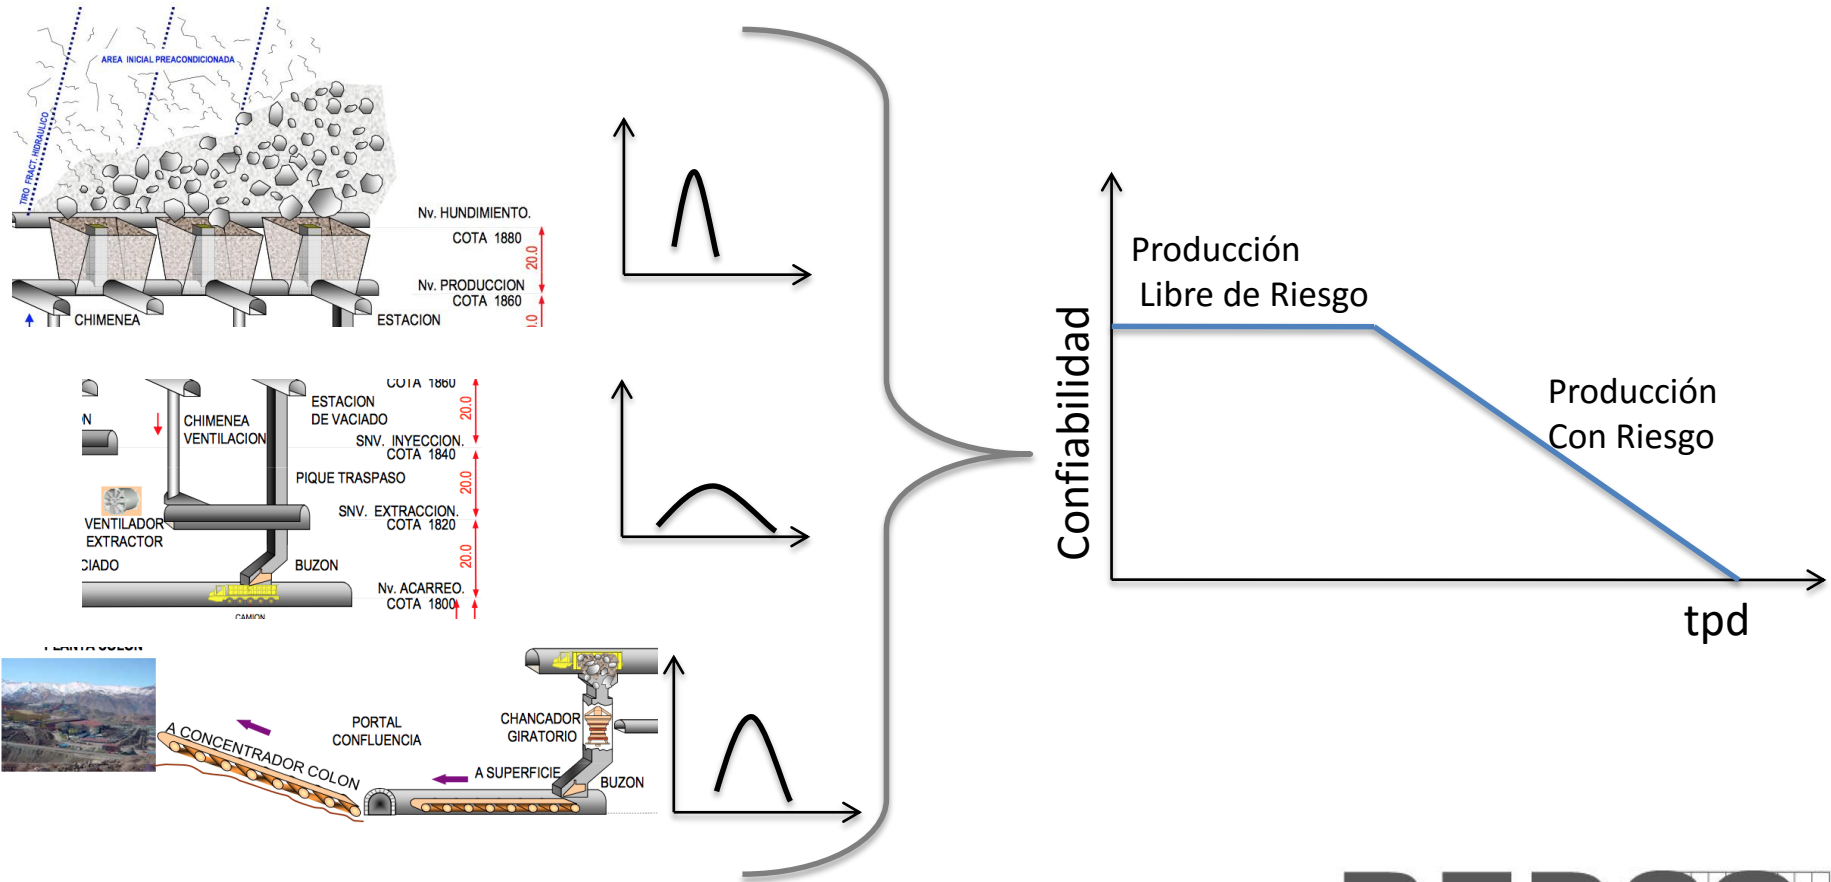 AREA INICIAL PREACONDICIONADA
TIRO FRACT. HIDRAULICO
Nv. HUNDIMIENTO.
COTA 1880
20.0
Nv. PRODUCCION
COTA 1860
CHIMENEA
ESTACION
COTA 1860
ESTACION
DE VACIADO
20.0
CHIMENEA
VENTILACION
SNV. INYECCION.
COTA 1840
PIQUE TRASPASO
20.0
SNV. EXTRACCION.
COTA 1820
VENTILADOR
EXTRACTOR
20.0
CIADO
BUZON
Nv. ACARREO.
COTA 1800
CAMION
PLANTA COLON
A CONCENTRADOR COLON
PORTAL
CONFLUENCIA
CHANCADOR
GIRATORIO
A SUPERFICIE
BUZON
Producción
Libre de Riesgo
Confiabilidad
Producción
Con Riesgo
tpd